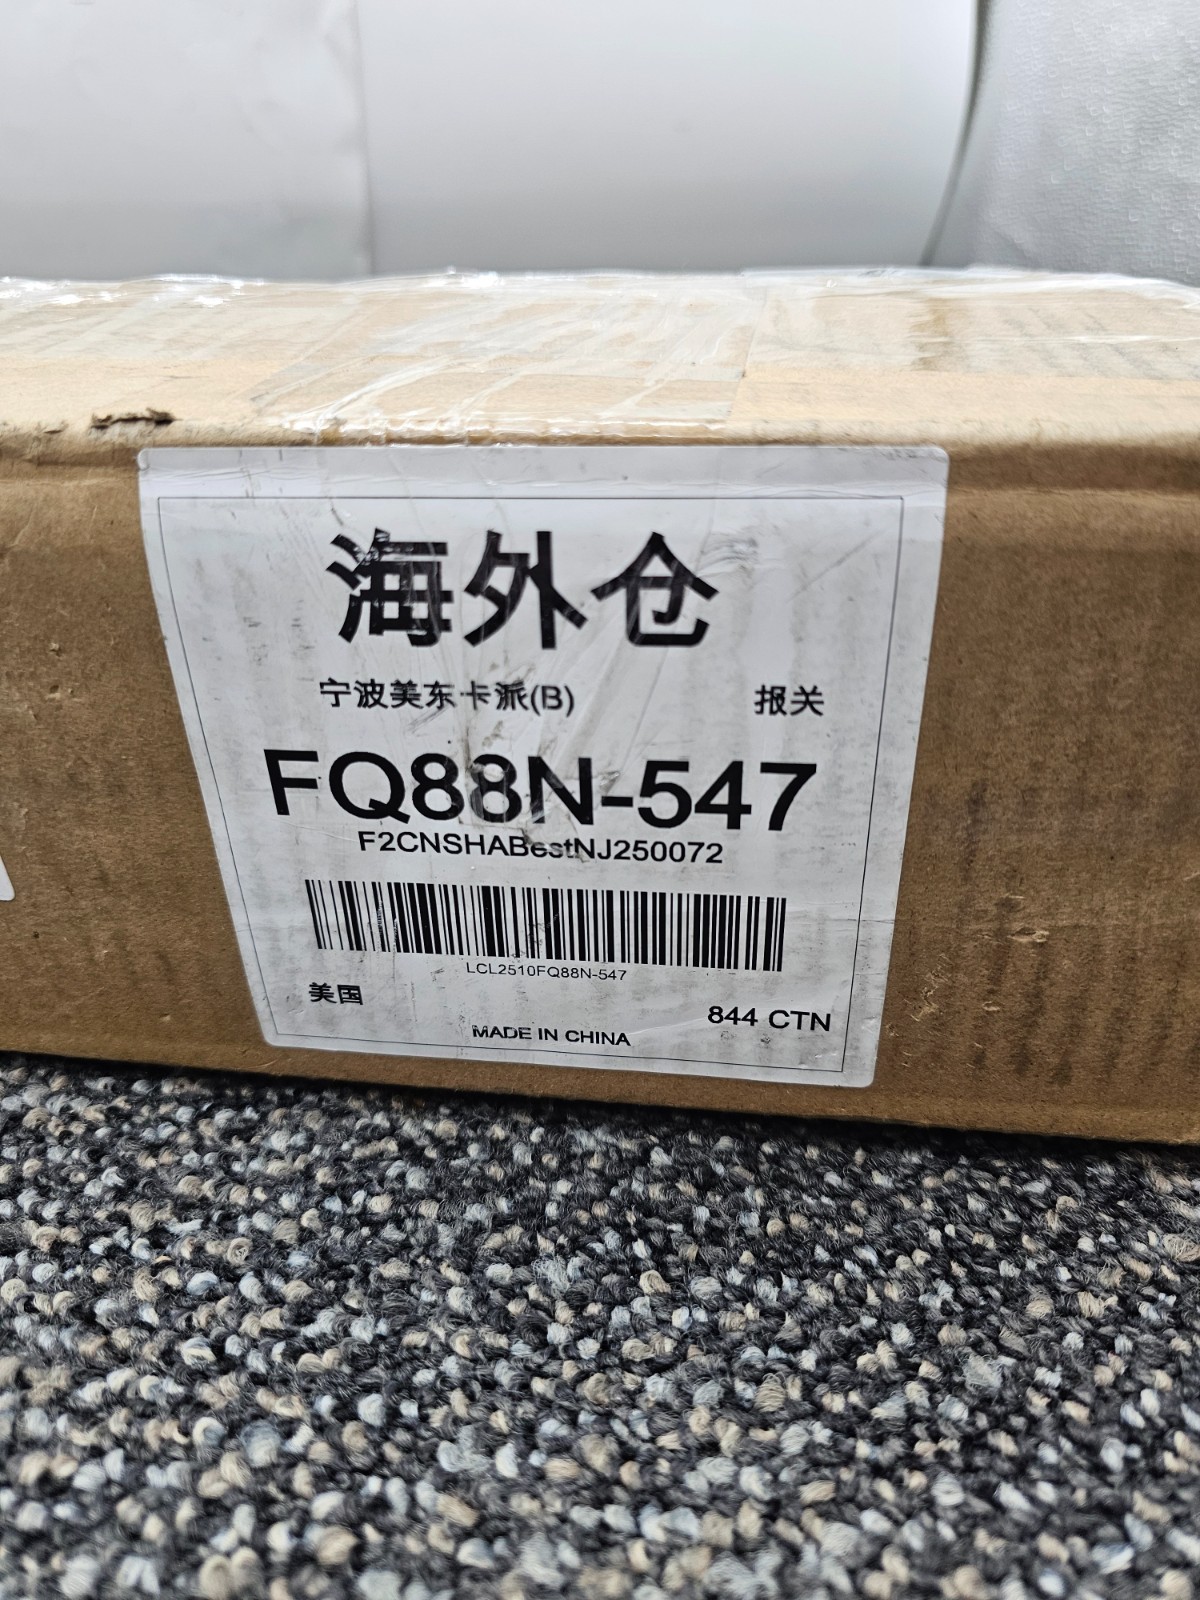 海外仓
宁波美东卡派(B) 报关
FQ88N-547
F2CNSHABestNJ250072
LCL2510FQ88N-547
美国 844 CTN
MADE IN CHINA